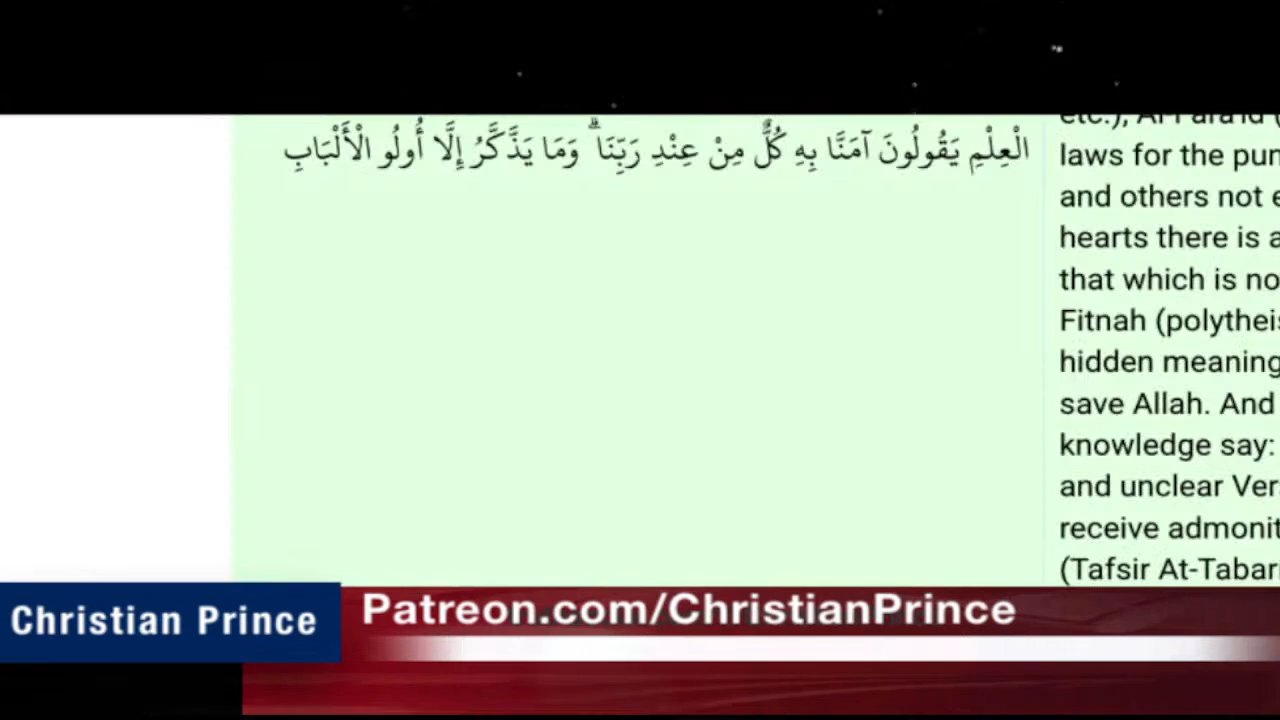 الْعِلْمِ يَقُولُونَ آمَنَّا بِهِ كُلٌّ مِنْ عِنْدِ رَبِّنَا ۗ وَمَا يَذَّكَّرُ إِلَّا أُولُو الْأَلْبَابِ
laws for the pun
and others not e
hearts there is a
that which is no
Fitnah (polytheis
hidden meaning
save Allah. And
knowledge say:
and unclear Ver
receive admonit
(Tafsir At-Tabari
Christian Prince
Patreon.com/ChristianPrince